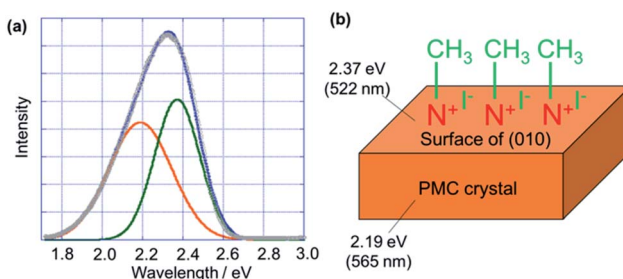 (a)
Intensity
1.8 2.0 2.2 2.4 2.6 2.8 3.0
Wavelength / eV
(b)
CH3 CH3 CH3
2.37 eV
(522 nm)
N+ I- N+ I- N+ I-
Surface of (010)
PMC crystal
2.19 eV
(565 nm)